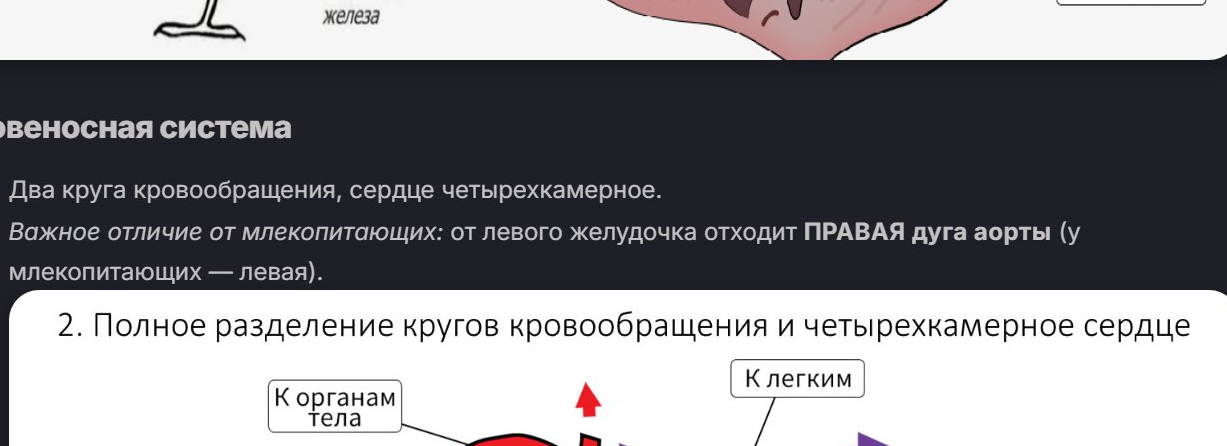 железа
овеносная система
Два круга кровообращения, сердце четырехкамерное.
Важное отличие от млекопитающих: от левого желудочка отходит ПРАВАЯ дуга аорты (у
млекопитающих — левая).
2. Полное разделение кругов кровообращения и четырехкамерное сердце
К легким
К органам
тела